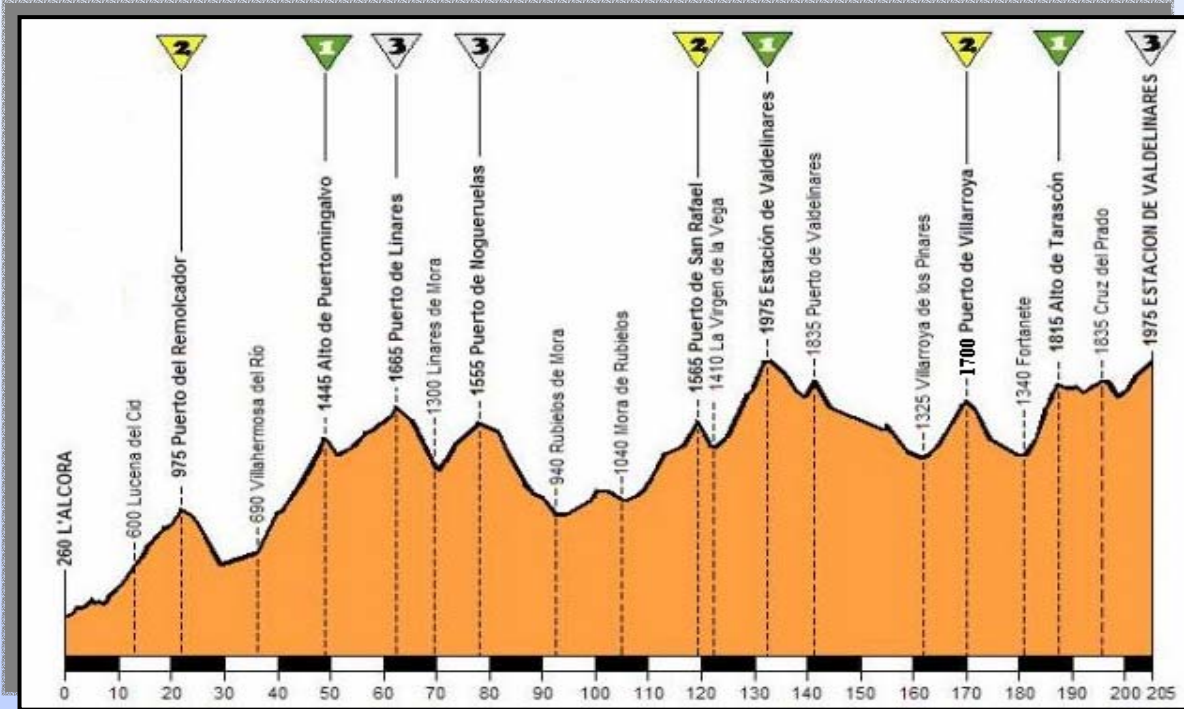 2
1
3
3
2
1
2
1
3
260 L'ALCORA
600 Lucena del Cid
975 Puerto del Remolcador
690 Villahermosa del Río
1445 Alto de Puertomingalvo
1665 Puerto de Linares
1300 Linares de Mora
1555 Puerto de Nogueruelas
940 Rubielos de Mora
1040 Mora de Rubielos
1565 Puerto de San Rafael
1410 La Virgen de la Vega
1975 Estación de Valdelinares
1835 Puerto de Valdelinares
1325 Villarroya de los Pinares
1700 Puerto de Villarroya
1340 Fortanete
1815 Alto de Tarascón
1835 Cruz del Prado
1975 ESTACION DE VALDELINARES
0 10 20 30 40 50 60 70 80 90 100 110 120 130 140 150 160 170 180 190 200 205